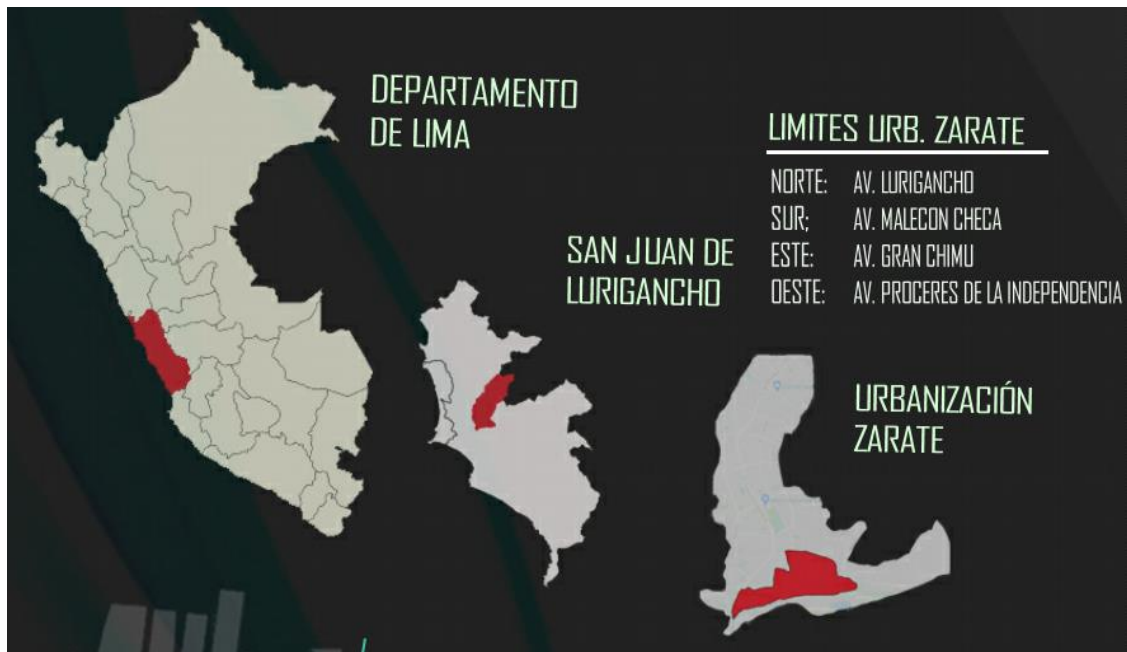 DEPARTAMENTO
DE LIMA
LIMITES URB. ZARATE
NORTE: AV. LURIGANCHO
SUR; AV. MALECON CHECA
ESTE: AV. GRAN CHIMU
OESTE: AV. PROCERES DE LA INDEPENDENCIA
SAN JUAN DE
LURIGANCHO
URBANIZACIÓN
ZARATE